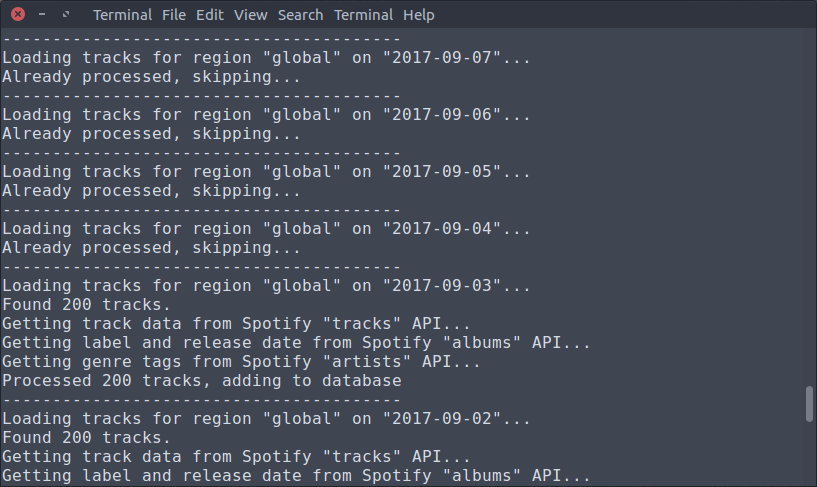 Terminal File Edit View Search Terminal Help
----------------------------------------
Loading tracks for region "global" on "2017-09-07"...
Already processed, skipping...
----------------------------------------
Loading tracks for region "global" on "2017-09-06"...
Already processed, skipping...
----------------------------------------
Loading tracks for region "global" on "2017-09-05"...
Already processed, skipping...
----------------------------------------
Loading tracks for region "global" on "2017-09-04"...
Already processed, skipping...
----------------------------------------
Loading tracks for region "global" on "2017-09-03"...
Found 200 tracks.
Getting track data from Spotify "tracks" API...
Getting label and release date from Spotify "albums" API...
Getting genre tags from Spotify "artists" API...
Processed 200 tracks, adding to database
----------------------------------------
Loading tracks for region "global" on "2017-09-02"...
Found 200 tracks.
Getting track data from Spotify "tracks" API...
Getting label and release date from Spotify "albums" API...